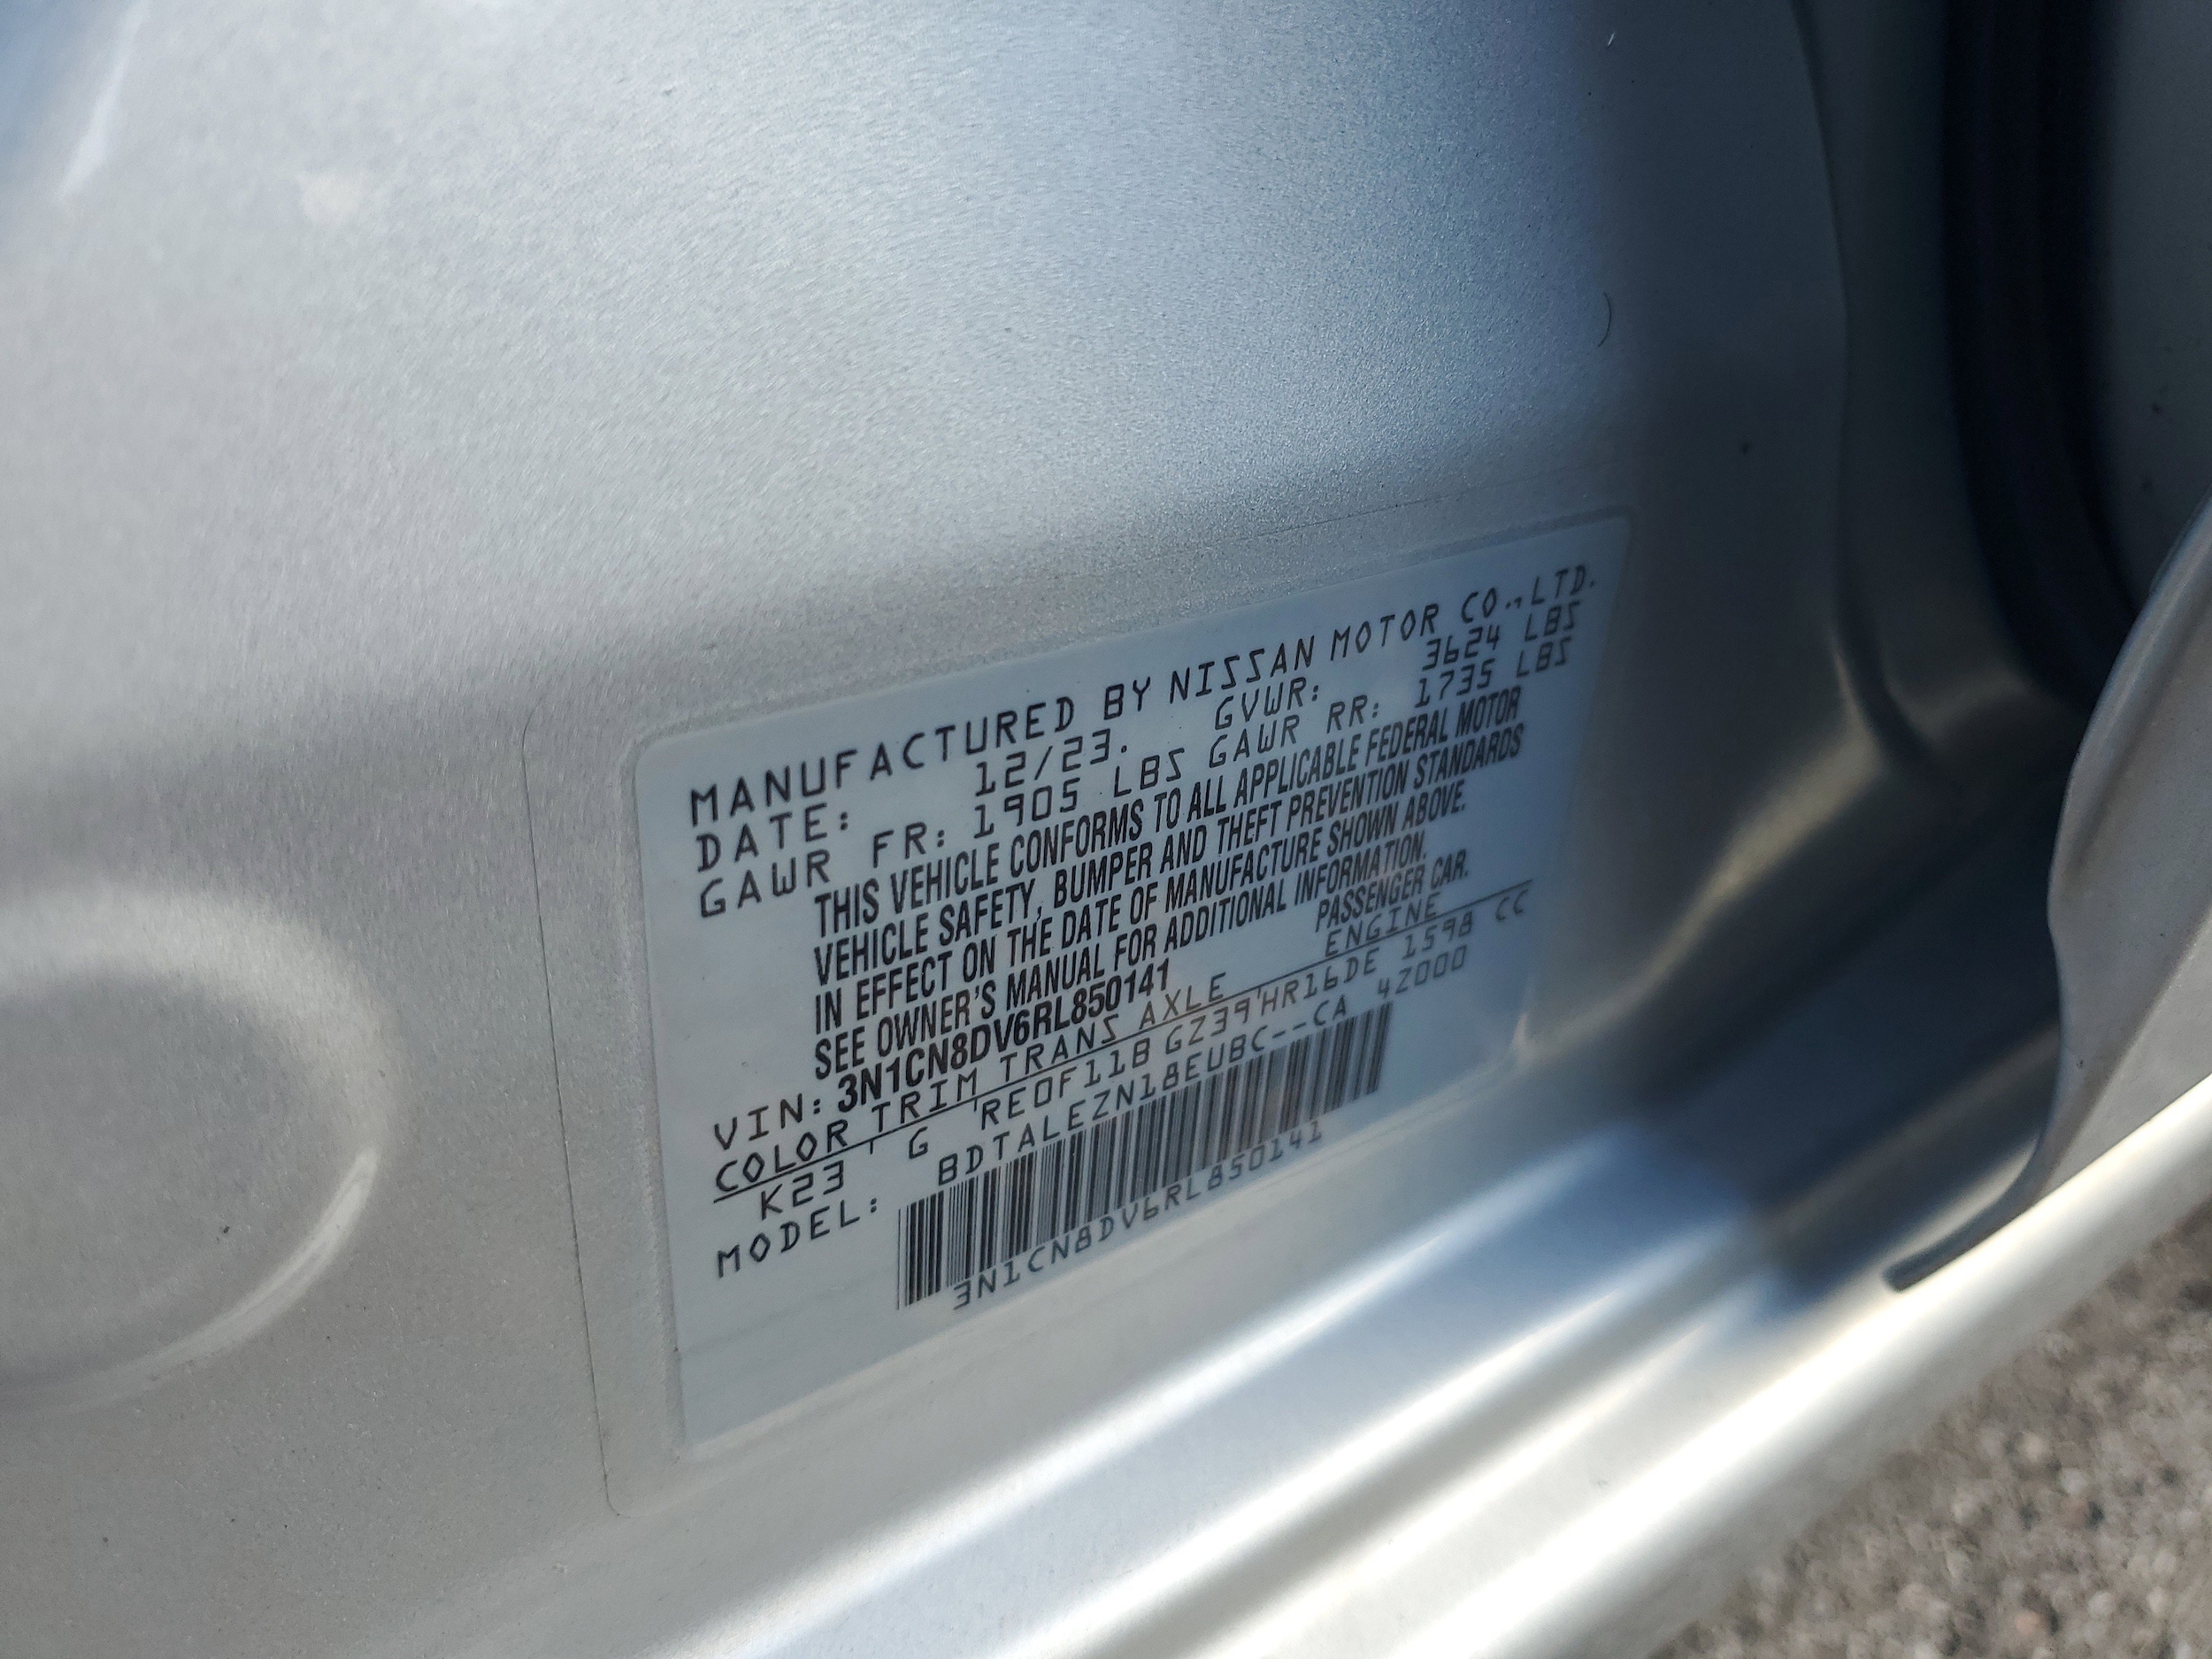 MANUFACTURED BY NISSAN MOTOR CO.,LTD.
DATE: 12/23. GVWR: 3624 LBS
GAWR FR: 1905 LBS GAWR RR: 1735 LBS
THIS VEHICLE CONFORMS TO ALL APPLICABLE FEDERAL MOTOR
VEHICLE SAFETY, BUMPER AND THEFT PREVENTION STANDARDS
IN EFFECT ON THE DATE OF MANUFACTURE SHOWN ABOVE.
SEE OWNER'S MANUAL FOR ADDITIONAL INFORMATION.
VIN: 3N1CN8DV6RL850141 PASSENGER CAR.
COLOR TRIM TRANS AXLE ENGINE
K23 G RE0F11B GZ39 HR16DE 1598 CC
MODEL: BDTALEZN18EUBC--CA 4Z000
3N1CN8DV6RL850141